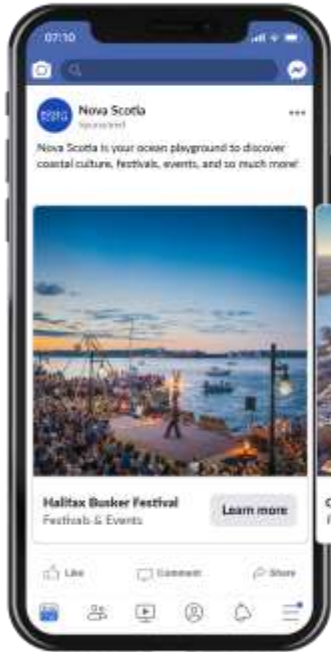 07:10
Nova Scotia
Sponsored
Nova Scotia is your ocean playground to discover
coastal culture, festivals, events, and so much more!
Halifax Busker Festival
Festivals & Events
Learn more
Like
Comment
Share